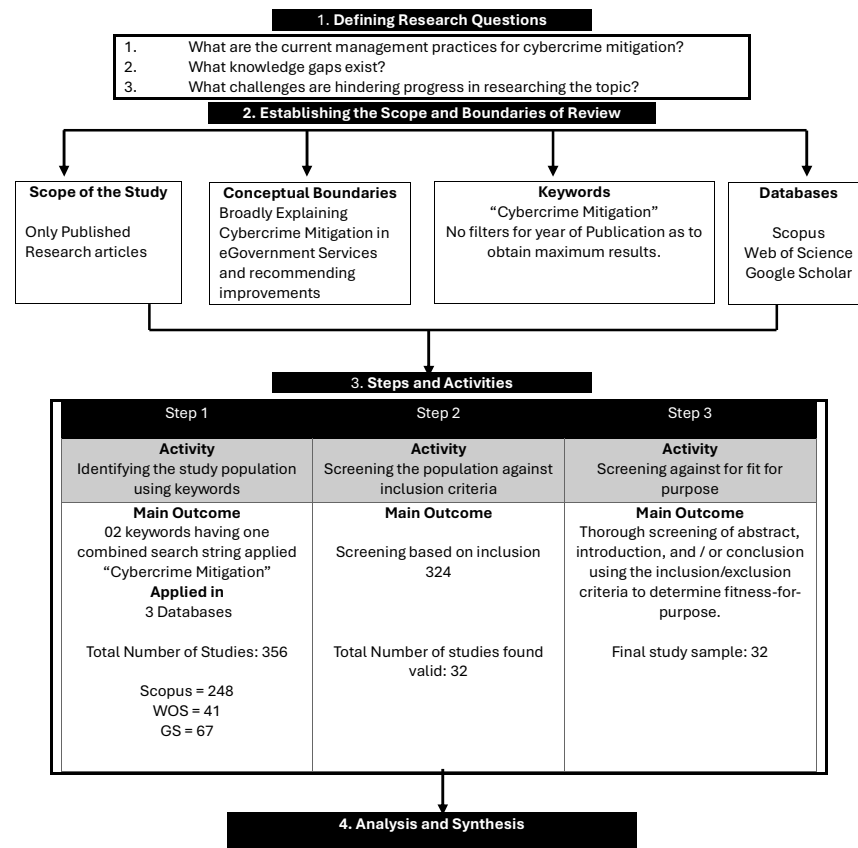 1. Defining Research Questions
1. What are the current management practices for cybercrime mitigation?
2. What knowledge gaps exist?
3. What challenges are hindering progress in researching the topic?
2. Establishing the Scope and Boundaries of Review
Scope of the Study
Only Published
Research articles
Conceptual Boundaries
Broadly Explaining
Cybercrime Mitigation in
eGovernment Services
and recommending
improvements
Keywords
“Cybercrime Mitigation”
No filters for year of Publication as to
obtain maximum results.
Databases
Scopus
Web of Science
Google Scholar
3. Steps and Activities
Step 1
Step 2
Step 3
Activity
Identifying the study population
using keywords
Activity
Screening the population against
inclusion criteria
Activity
Screening against for fit for
purpose
Main Outcome
02 keywords having one
combined search string applied
“Cybercrime Mitigation”
Applied in
3 Databases
Total Number of Studies: 356
Scopus = 248
WOS = 41
GS = 67
Main Outcome
Screening based on inclusion
324
Total Number of studies found
valid: 32
Main Outcome
Thorough screening of abstract,
introduction, and / or conclusion
using the inclusion/exclusion
criteria to determine fitness-for-
purpose.
Final study sample: 32
4. Analysis and Synthesis